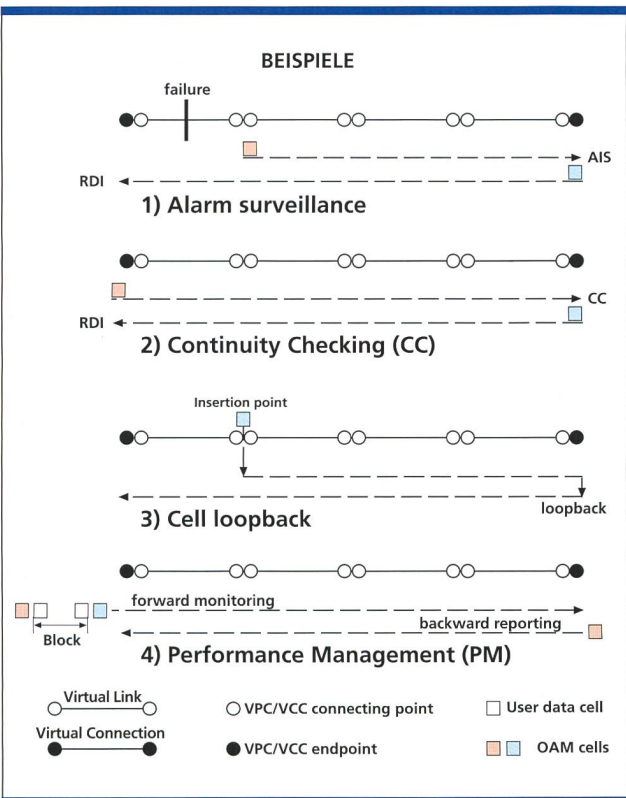 BEISPIELE
failure
AIS
RDI
1) Alarm surveillance
CC
RDI
2) Continuity Checking (CC)
Insertion point
loopback
3) Cell loopback
forward monitoring
backward reporting
Block
4) Performance Management (PM)
Virtual Link
VPC/VCC connecting point
User data cell
Virtual Connection
VPC/VCC endpoint
OAM cells